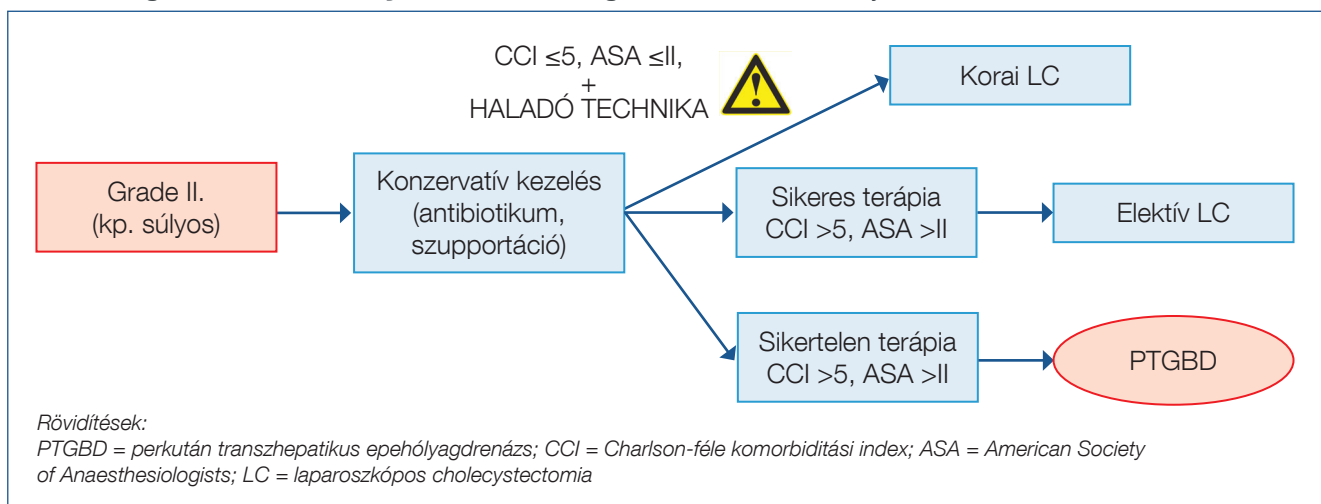 CCI ≤5, ASA ≤II,
+
HALADÓ TECHNIKA
Korai LC
Grade II.
(kp. súlyos)
Konzervatív kezelés
(antibiotikum,
szupportáció)
Sikeres terápia
CCI >5, ASA >II
Elektív LC
Sikertelen terápia
CCI >5, ASA >II
PTGBD
Rövidítések:
PTGBD = perkután transzhepatikus epehólyagdrenázs; CCI = Charlson-féle komorbiditási index; ASA = American Society
of Anaesthesiologists; LC = laparoszkópos cholecystectomia